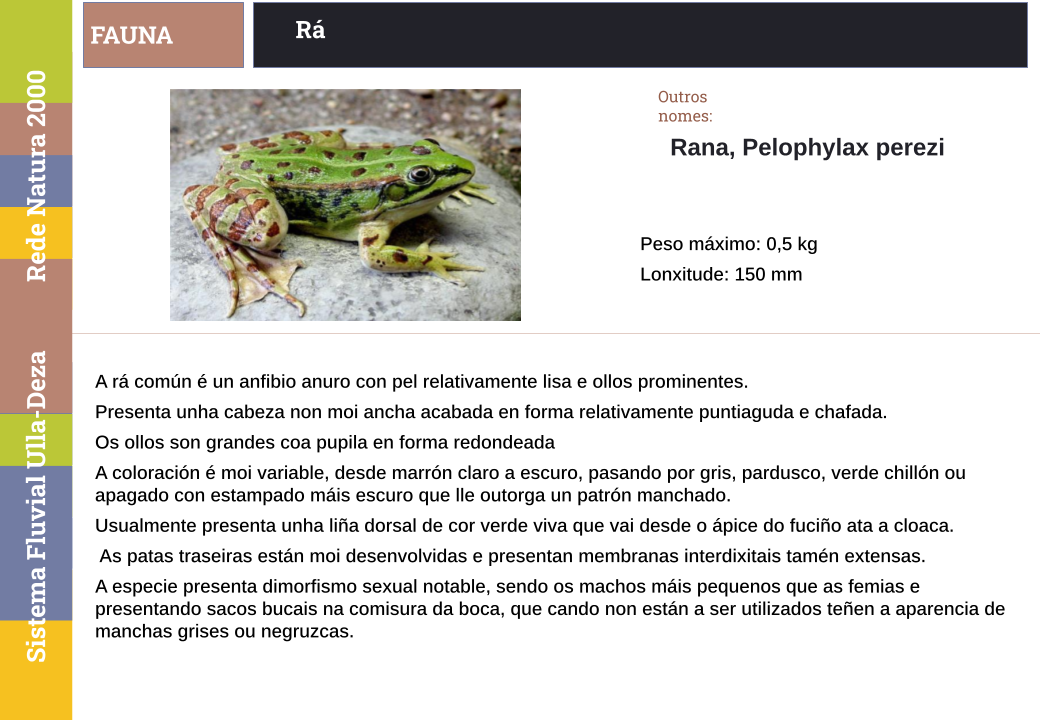 FAUNA
Rá
Rede Natura 2000
Sistema Fluvial Ulla-Deza
Outros
nomes:
Rana, Pelophylax perezi
Peso máximo: 0,5 kg
Lonxitude: 150 mm
A rá común é un anfibio anuro con pel relativamente lisa e ollos prominentes.
Presenta unha cabeza non moi ancha acabada en forma relativamente puntiaguda e chafada.
Os ollos son grandes coa pupila en forma redondeada
A coloración é moi variable, desde marrón claro a escuro, pasando por gris, pardusco, verde chillón ou
apagado con estampado máis escuro que lle outorga un patrón manchado.
Usualmente presenta unha liña dorsal de cor verde viva que vai desde o ápice do fuciño ata a cloaca.
As patas traseiras están moi desenvolvidas e presentan membranas interdixitais tamén extensas.
A especie presenta dimorfismo sexual notable, sendo os machos máis pequenos que as femias e
presentando sacos bucais na comisura da boca, que cando non están a ser utilizados teñen a aparencia de
manchas grises ou negruzcas.